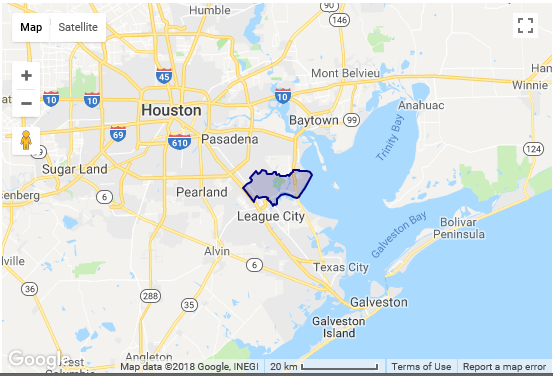 Map
Satellite
Humble
90
146
Mont Belvieu
Winnie
45
10
10
10
Houston
Anahuac
Baytown
99
Trinity Bay
69
610
Pasadena
99
124
Sugar Land
6
Pearland
League City
Galveston Bay
Bolivar
Peninsula
Alvin
6
Texas City
36
288
35
Galveston
Galveston
Island
Angleton
Google
Map data ©2018 Google, INEGI
20 km
Terms of Use
Report a map error